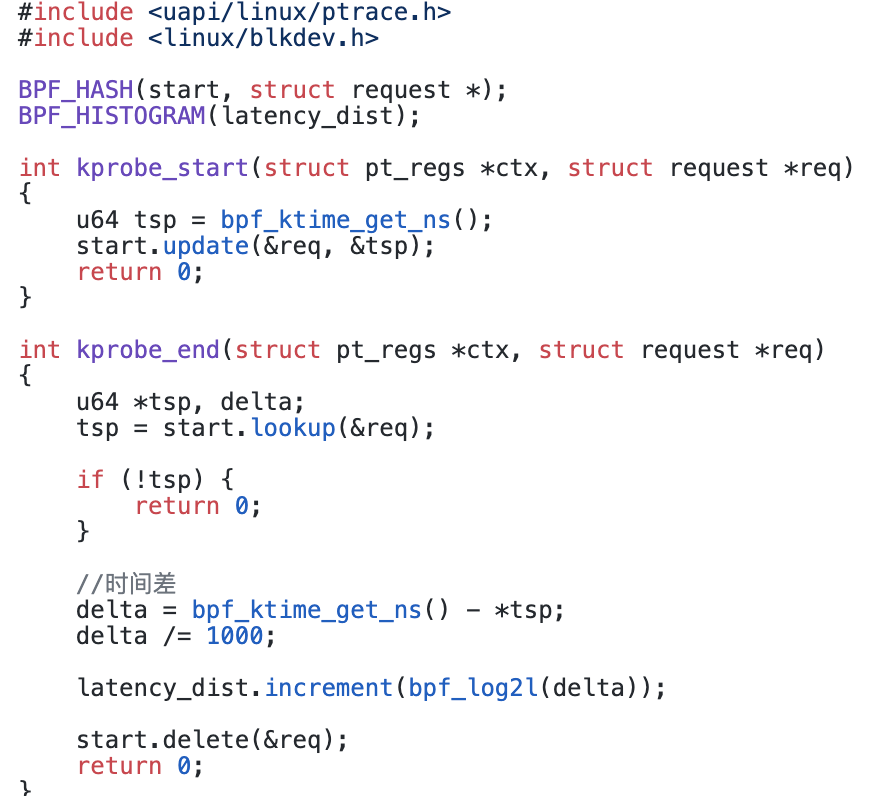 #include <uapi/linux/ptrace.h>
#include <linux/blkdev.h>

BPF_HASH(start, struct request *);
BPF_HISTOGRAM(latency_dist);

int kprobe_start(struct pt_regs *ctx, struct request *req)
{
    u64 tsp = bpf_ktime_get_ns();
    start.update(&req, &tsp);
    return 0;
}

int kprobe_end(struct pt_regs *ctx, struct request *req)
{
    u64 *tsp, delta;
    tsp = start.lookup(&req);

    if (!tsp) {
        return 0;
    }

    //时间差
    delta = bpf_ktime_get_ns() - *tsp;
    delta /= 1000;

    latency_dist.increment(bpf_log2l(delta));

    start.delete(&req);
    return 0;
}